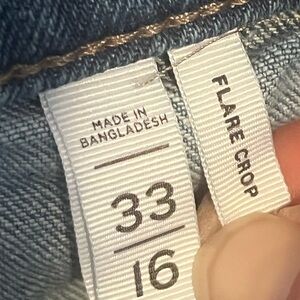 MADE IN
BANGLADESH
33
16
FLARE CROP